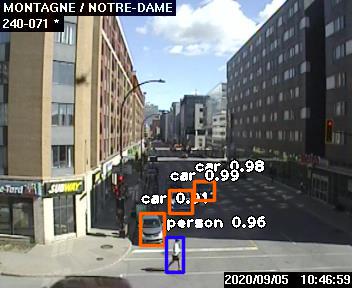 MONTAGNE / NOTRE-DAME
240-071 *
car 0.98
car 0.99
car 0.91
person 0.96
SUBWAY
2020/09/05 10:46:59